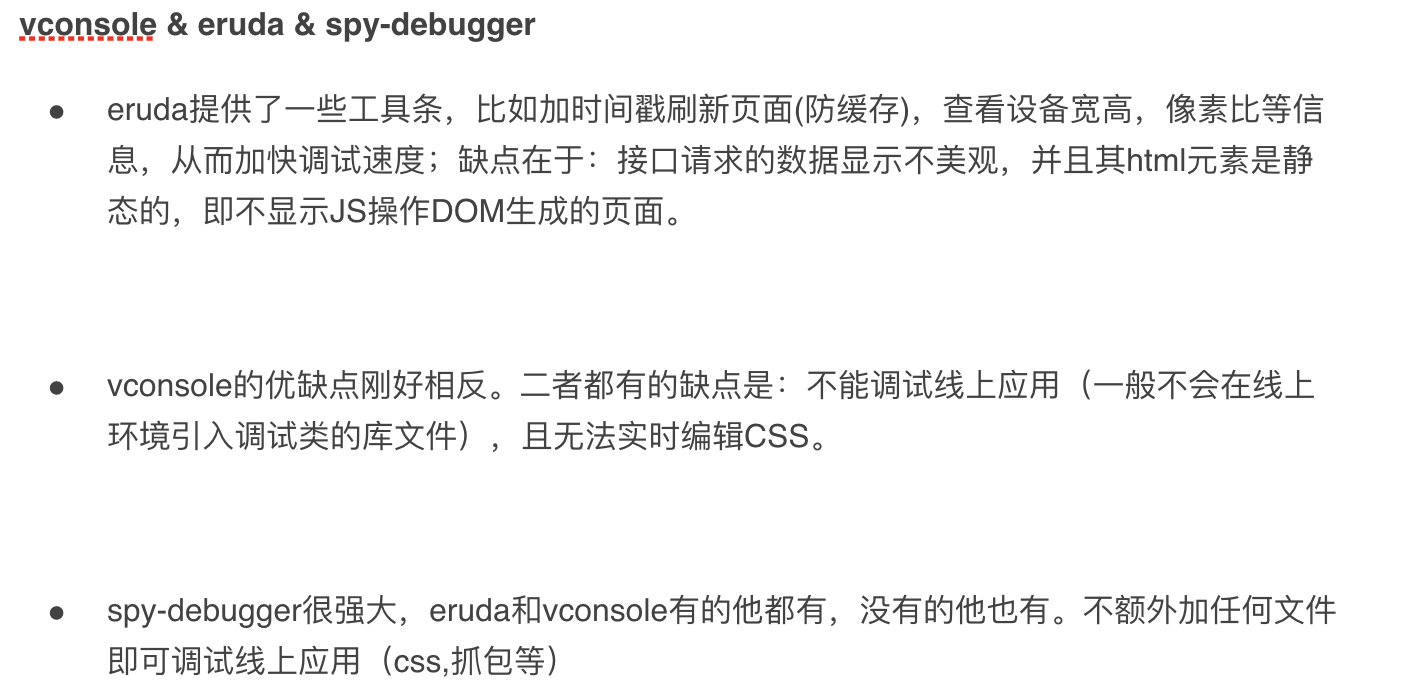 vconsole & eruda & spy-debugger
● eruda提供了一些工具条，比如加时间戳刷新页面(防缓存)，查看设备宽高，像素比等信
息，从而加快调试速度；缺点在于：接口请求的数据显示不美观，并且其html元素是静
态的，即不显示JS操作DOM生成的页面。
● vconsole的优缺点刚好相反。二者都有的缺点是：不能调试线上应用（一般不会在线上
环境引入调试类的库文件），且无法实时编辑CSS。
● spy-debugger很强大，eruda和vconsole有的他都有，没有的他也有。不额外加任何文件
即可调试线上应用（css,抓包等）